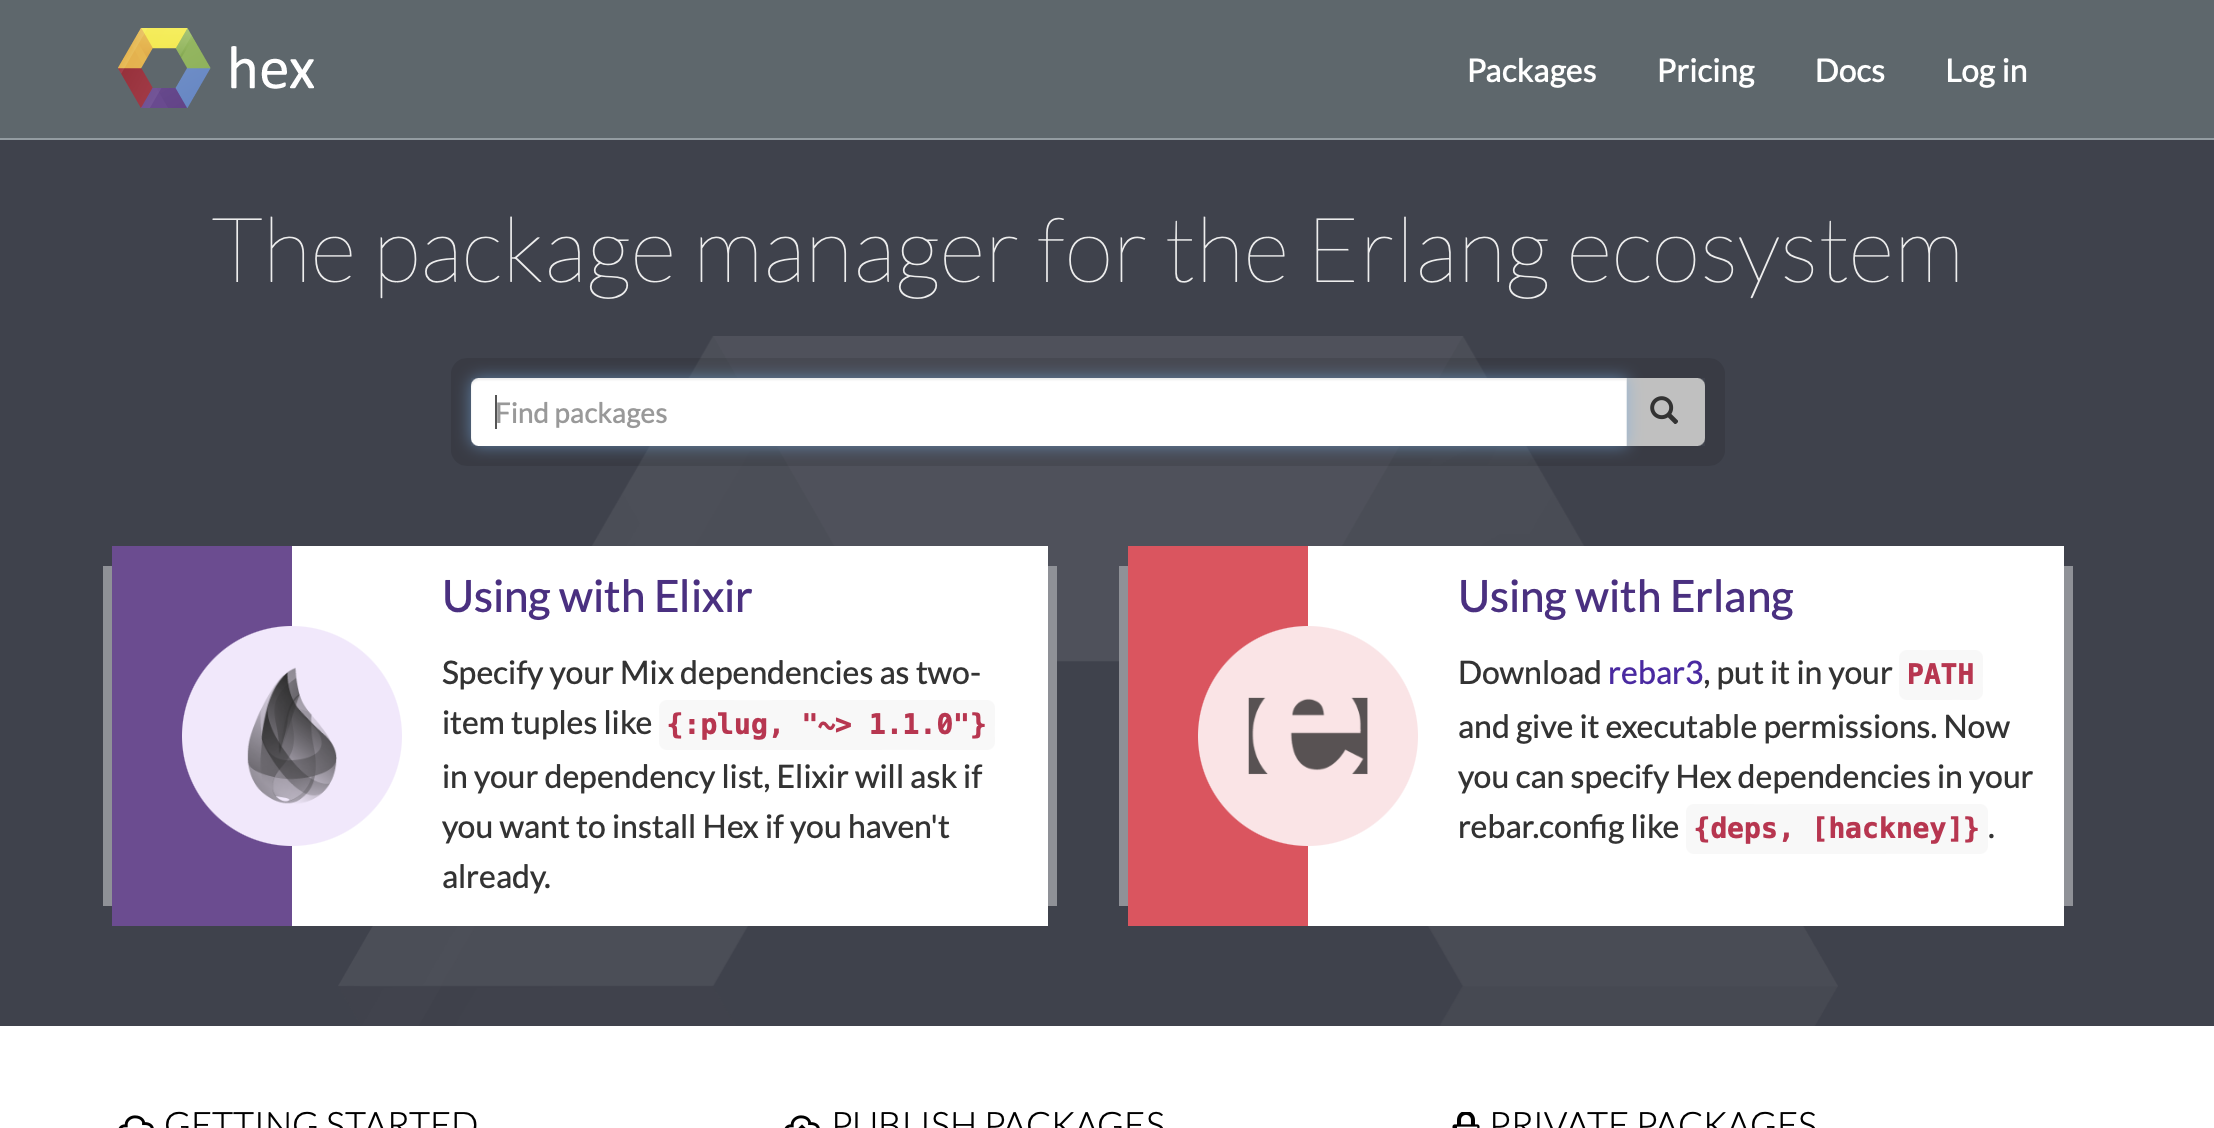 hex
Packages Pricing Docs Log in
The package manager for the Erlang ecosystem
Find packages
Using with Elixir
Specify your Mix dependencies as two-
item tuples like {:plug, "~> 1.1.0"}
in your dependency list, Elixir will ask if
you want to install Hex if you haven't
already.
Using with Erlang
Download rebar3, put it in your PATH
and give it executable permissions. Now
you can specify Hex dependencies in your
rebar.config like {deps, [hackney]}.
GETTING STARTED
PUBLISH PACKAGES
PRIVATE PACKAGES